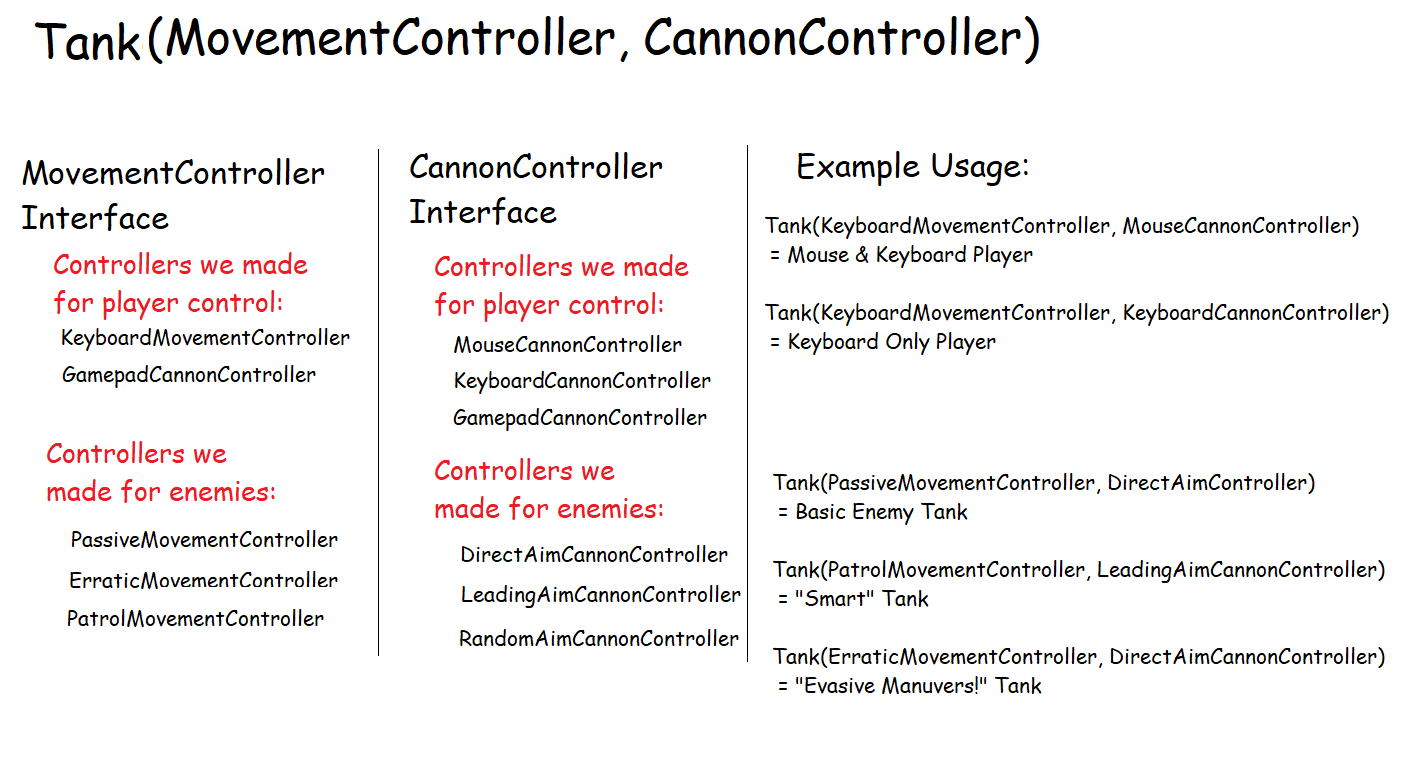 Tank(MovementController, CannonController)
MovementController
Interface
Controllers we made
for player control:
KeyboardMovementController
GamepadCannonController
Controllers we
made for enemies:
PassiveMovementController
ErraticMovementController
PatrolMovementController
CannonController
Interface
Controllers we made
for player control:
MouseCannonController
KeyboardCannonController
GamepadCannonController
Controllers we
made for enemies:
DirectAimCannonController
LeadingAimCannonController
RandomAimCannonController
Example Usage:
Tank(KeyboardMovementController, MouseCannonController)
= Mouse & Keyboard Player
Tank(KeyboardMovementController, KeyboardCannonController)
= Keyboard Only Player
Tank(PassiveMovementController, DirectAimController)
= Basic Enemy Tank
Tank(PatrolMovementController, LeadingAimCannonController)
= "Smart" Tank
Tank(ErraticMovementController, DirectAimCannonController)
= "Evasive Manuvers!" Tank